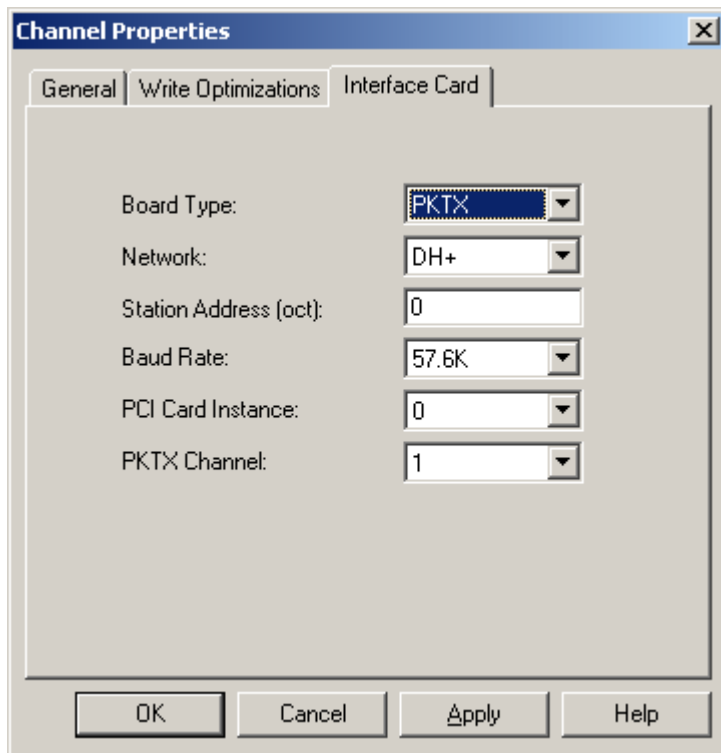 Channel Properties
General Write Optimizations Interface Card
Board Type: PKTX
Network: DH+
Station Address (oct): 0
Baud Rate: 57.6K
PCI Card Instance: 0
PKTX Channel: 1
OK Cancel Apply Help